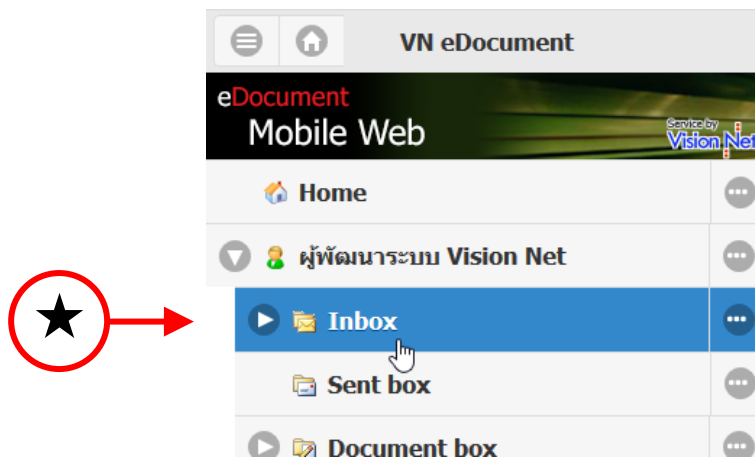 VN eDocument
eDocument
Mobile Web
Service by
Vision Net
Home
ผู้พัฒนาระบบ Vision Net
Inbox
Sent box
Document box